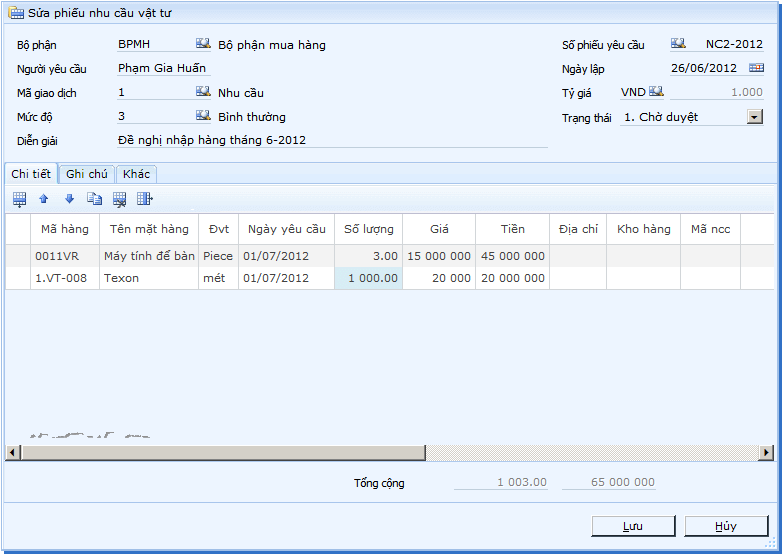 Sửa phiếu nhu cầu vật tư
Bộ phận BPMH Bộ phận mua hàng Số phiếu yêu cầu NC2-2012
Người yêu cầu Phạm Gia Huấn Ngày lập 26/06/2012
Mã giao dịch 1 Nhu cầu Tỷ giá VND 1.000
Mức độ 3 Bình thường Trạng thái 1. Chờ duyệt
Diễn giải Đề nghị nhập hàng tháng 6-2012
Chi tiết Ghi chú Khác
Mã hàng Tên mặt hàng Đvt Ngày yêu cầu Số lượng Giá Tiền Địa chỉ Kho hàng Mã ncc
0011VR Máy tính để bàn Piece 01/07/2012 3.00 15 000 000 45 000 000
1.VT-008 Texon mét 01/07/2012 1 000.00 20 000 20 000 000
Tổng cộng 1 003.00 65 000 000
Lưu Hủy